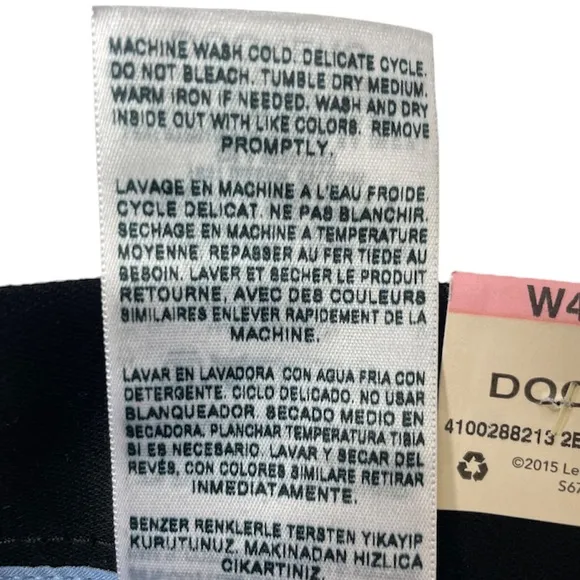 MACHINE WASH COLD. DELICATE CYCLE.
DO NOT BLEACH. TUMBLE DRY MEDIUM.
WARM IRON IF NEEDED. WASH AND DRY
INSIDE OUT WITH LIKE COLORS. REMOVE
PROMPTLY.
LAVAGE EN MACHINE A L'EAU FROIDE
CYCLE DELICAT. NE PAS BLANCHIR.
SECHAGE EN MACHINE A TEMPERATURE
MOYENNE. REPASSER AU FER TIEDE AU
BESOIN. LAVER ET SECHER LE PRODUIT
RETOURNE, AVEC DES COULEURS
SIMILAIRES ENLEVER RAPIDEMENT DE LA
MACHINE.
LAVAR EN LAVADORA CON AGUA FRIA CON
DETERGENTE. CICLO DELICADO. NO USAR
BLANQUEADOR. SECADO MEDIO EN
SECADORA. PLANCHAR TEMPERATURA TIBIA
SI ES NECESARIO. LAVAR Y SECAR DEL
REVÉS, CON COLORES SIMILARE RETIRAR
INMEDIATAMENTE.
BENZER RENKLERLE TERSTEN YIKAYIP
KURUTUNUZ. MAKINADAN HIZLICA
CIKARTINIZ.
W4
DOC
4100288213 2E
©2015 Le
S67